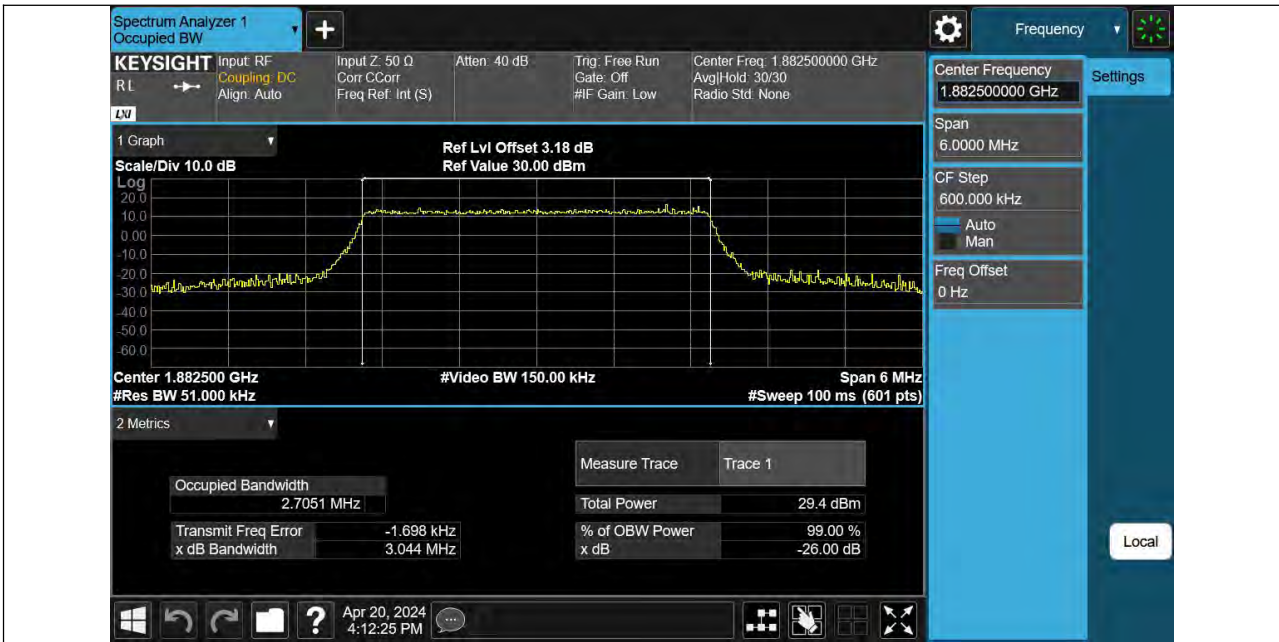 Spectrum Analyzer 1
Occupied BW
+
Frequency
KEYSIGHT
Input: RF
Coupling: DC
Align: Auto
Input Z: 50 Ω
Corr CCorr
Freq Ref: Int (S)
Atten: 40 dB
Trig: Free Run
Gate: Off
#IF Gain: Low
Center Freq: 1.882500000 GHz
Avg|Hold: 30/30
Radio Std: None
RL
LXI
Center Frequency
1.882500000 GHz
Settings
Span
6.0000 MHz
CF Step
600.000 kHz
Auto
Man
Freq Offset
0 Hz
1 Graph
Scale/Div 10.0 dB
Ref Lvl Offset 3.18 dB
Ref Value 30.00 dBm
Log
20.0
10.0
0.00
-10.0
-20.0
-30.0
-40.0
-50.0
-60.0
Center 1.882500 GHz
#Video BW 150.00 kHz
Span 6 MHz
#Res BW 51.000 kHz
#Sweep 100 ms (601 pts)
2 Metrics
Measure Trace Trace 1
Occupied Bandwidth
2.7051 MHz
Total Power 29.4 dBm
Transmit Freq Error -1.698 kHz
% of OBW Power 99.00 %
x dB Bandwidth 3.044 MHz
x dB -26.00 dB
Local
?
Apr 20, 2024
4:12:25 PM